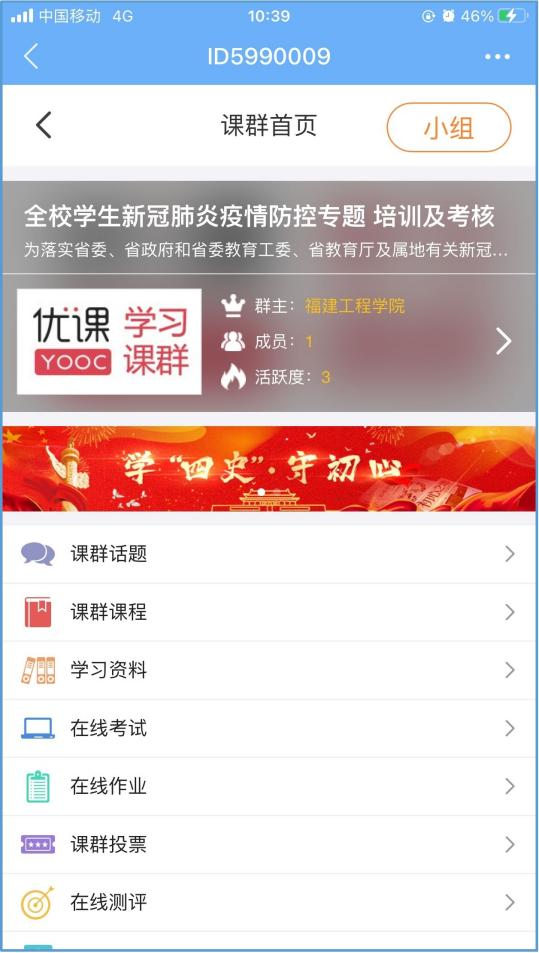 中国移动 4G 10:39 46%
ID5990009
课群首页 小组
全校学生新冠肺炎疫情防控专题 培训及考核
为落实省委、省政府和省委教育工委、省教育厅及属地有关新冠...
优课 YOOC 学习课群
群主：福建工程学院
成员：1
活跃度：3
学“四史”·守初心
课群话题
课群课程
学习资料
在线考试
在线作业
课群投票
在线测评